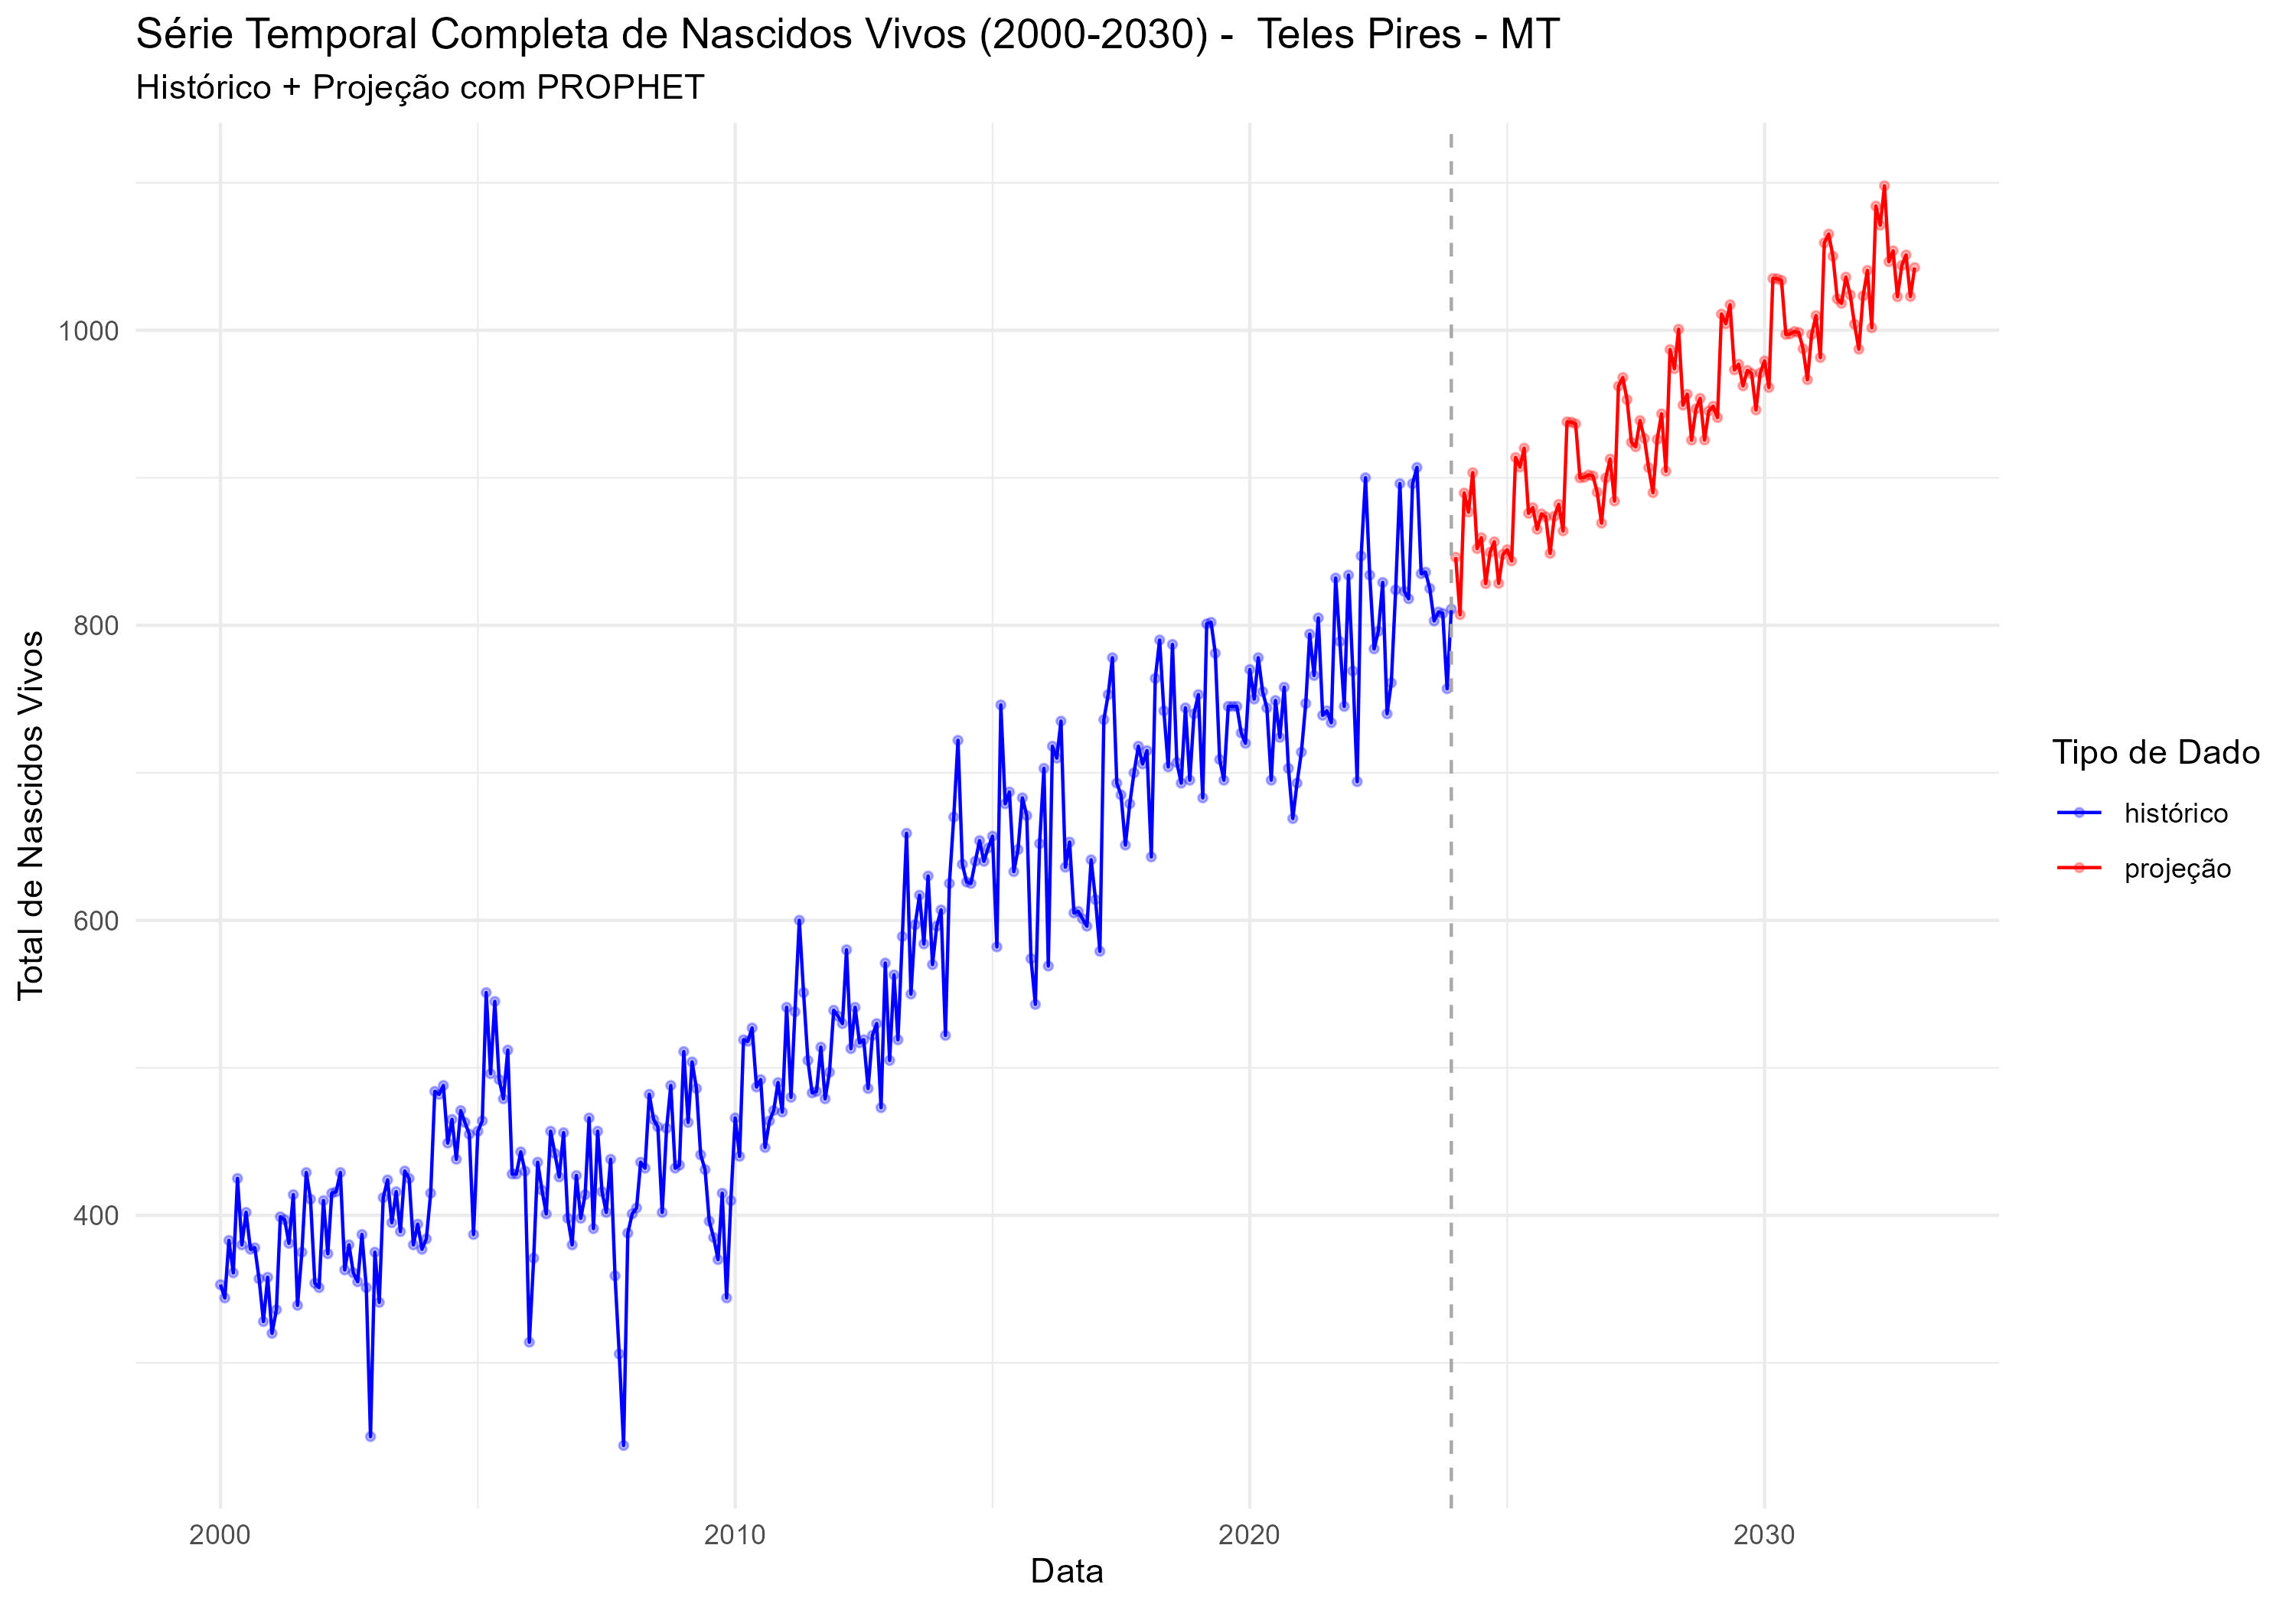 Série Temporal Completa de Nascidos Vivos (2000-2030) -  Teles Pires - MT
Histórico + Projeção com PROPHET
Total de Nascidos Vivos
1000
800
600
400
2000
2010
2020
2030
Data
Tipo de Dado
histórico
projeção